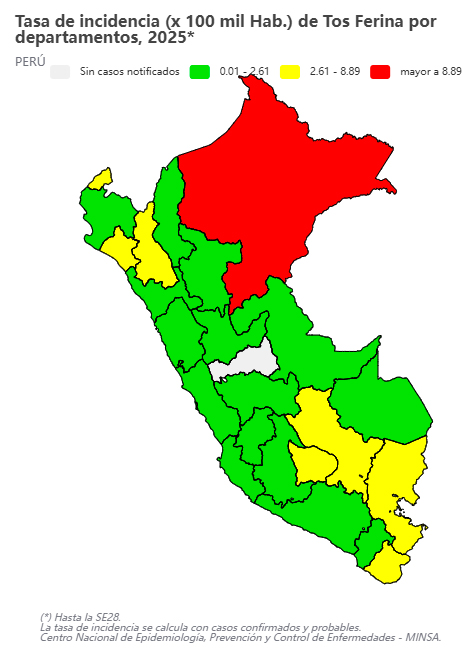 Tasa de incidencia (x 100 mil Hab.) de Tos Ferina por
departamentos, 2025*
PERÚ
Sin casos notificados 0.01 - 2.61 2.61 - 8.89 mayor a 8.89
(*) Hasta la SE28.
La tasa de incidencia se calcula con casos confirmados y probables.
Centro Nacional de Epidemiología, Prevención y Control de Enfermedades - MINSA.